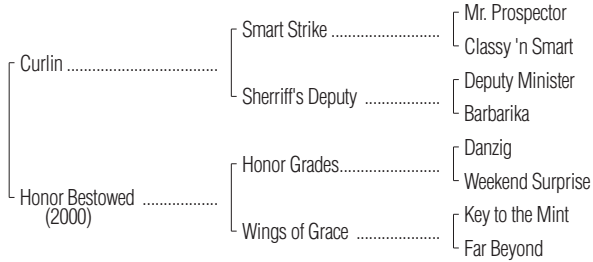 Mr. Prospector
Smart Strike ....................
Classy 'n Smart
Curlin ............................
Deputy Minister
Sherriff's Deputy ..............
Barbarika
Danzig
Honor Grades...................
Weekend Surprise
Honor Bestowed ..............
(2000)
Key to the Mint
Wings of Grace ................
Far Beyond